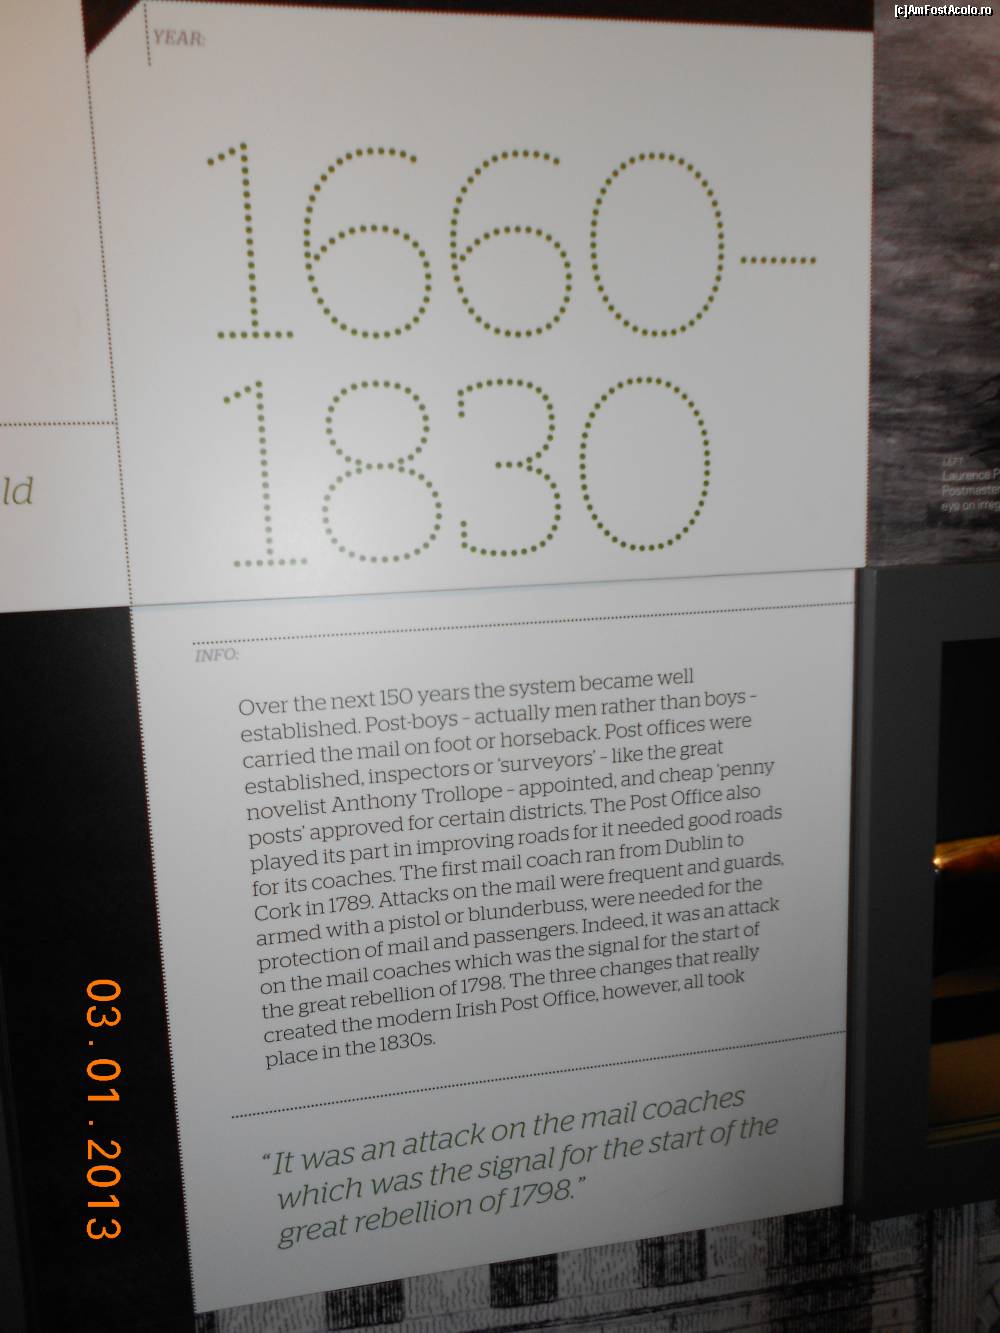 [c]AmFostAcolo.ro
YEAR:
1660–
1830
ld
LEFT
Laurence P
Postmaster
eye on irreg
INFO:
Over the next 150 years the system became well
established. Post-boys – actually men rather than boys –
carried the mail on foot or horseback. Post offices were
established, inspectors or ‘surveyors’ – like the great
novelist Anthony Trollope – appointed, and cheap ‘penny
posts’ approved for certain districts. The Post Office also
played its part in improving roads for it needed good roads
for its coaches. The first mail coach ran from Dublin to
Cork in 1789. Attacks on the mail were frequent and guards,
armed with a pistol or blunderbuss, were needed for the
protection of mail and passengers. Indeed, it was an attack
on the mail coaches which was the signal for the start of
the great rebellion of 1798. The three changes that really
created the modern Irish Post Office, however, all took
place in the 1830s.
“It was an attack on the mail coaches
which was the signal for the start of the
great rebellion of 1798.”
03.01.2013